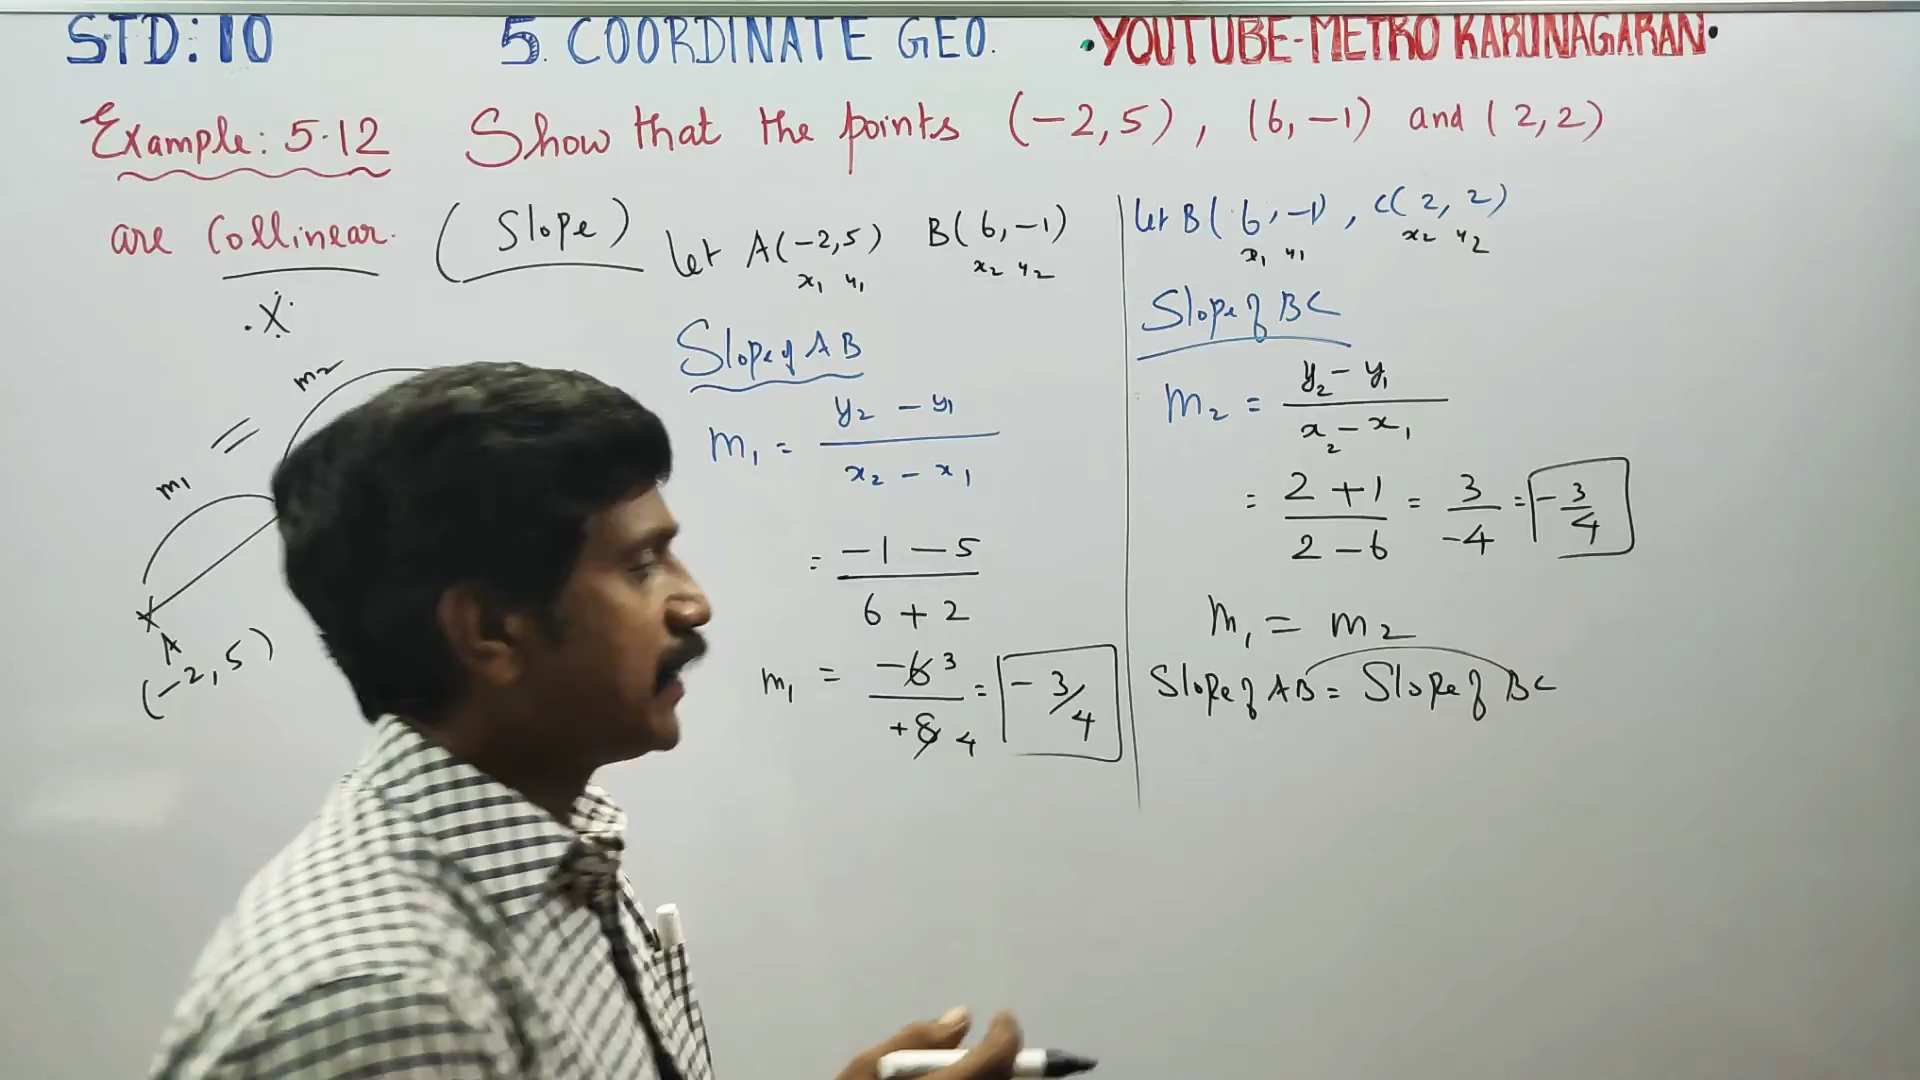 STD: 10 5. COORDINATE GEO. •YOUTUBE-METRO KARUNAGARAN•
Example: 5.12 Show that the points (-2,5), (6,-1) and (2,2)
are Collinear. (Slope)
let A(-2,5) B(6,-1)
x₁ y₁ x₂ y₂
Slope of AB
m₁ = y₂ - y₁ / x₂ - x₁
= -1 - 5 / 6 + 2
m₁ = -6 3 / +8 4 = -3/4
let B(6,-1), C(2,2)
x₁ y₁ x₂ y₂
Slope of BC
m₂ = y₂ - y₁ / x₂ - x₁
= 2 + 1 / 2 - 6 = 3 / -4 = -3/4
m₁ = m₂
Slope of AB = Slope of BC
m₂
m₁
A
(-2,5)